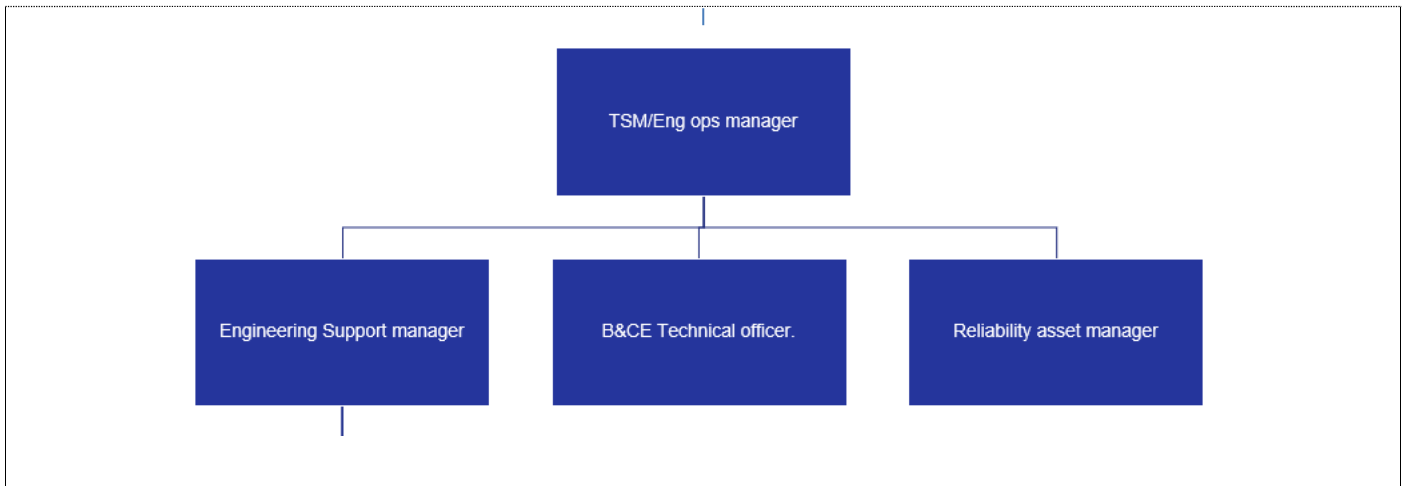 TSM/Eng ops manager
Engineering Support manager
B&CE Technical officer.
Reliability asset manager